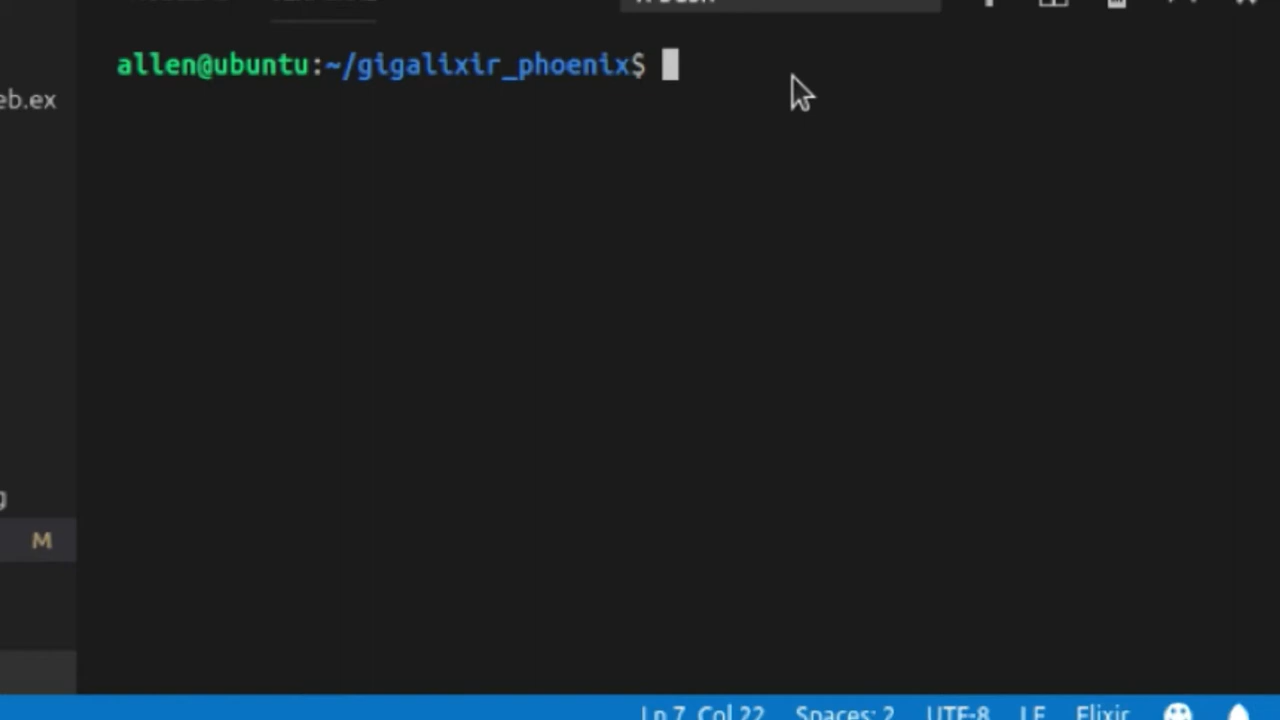 allen@ubuntu:~/gigalixir_phoenix$
eb.ex
g
M
Ln 7, Col 22 Spaces: 2 UTF-8 LF Elixir